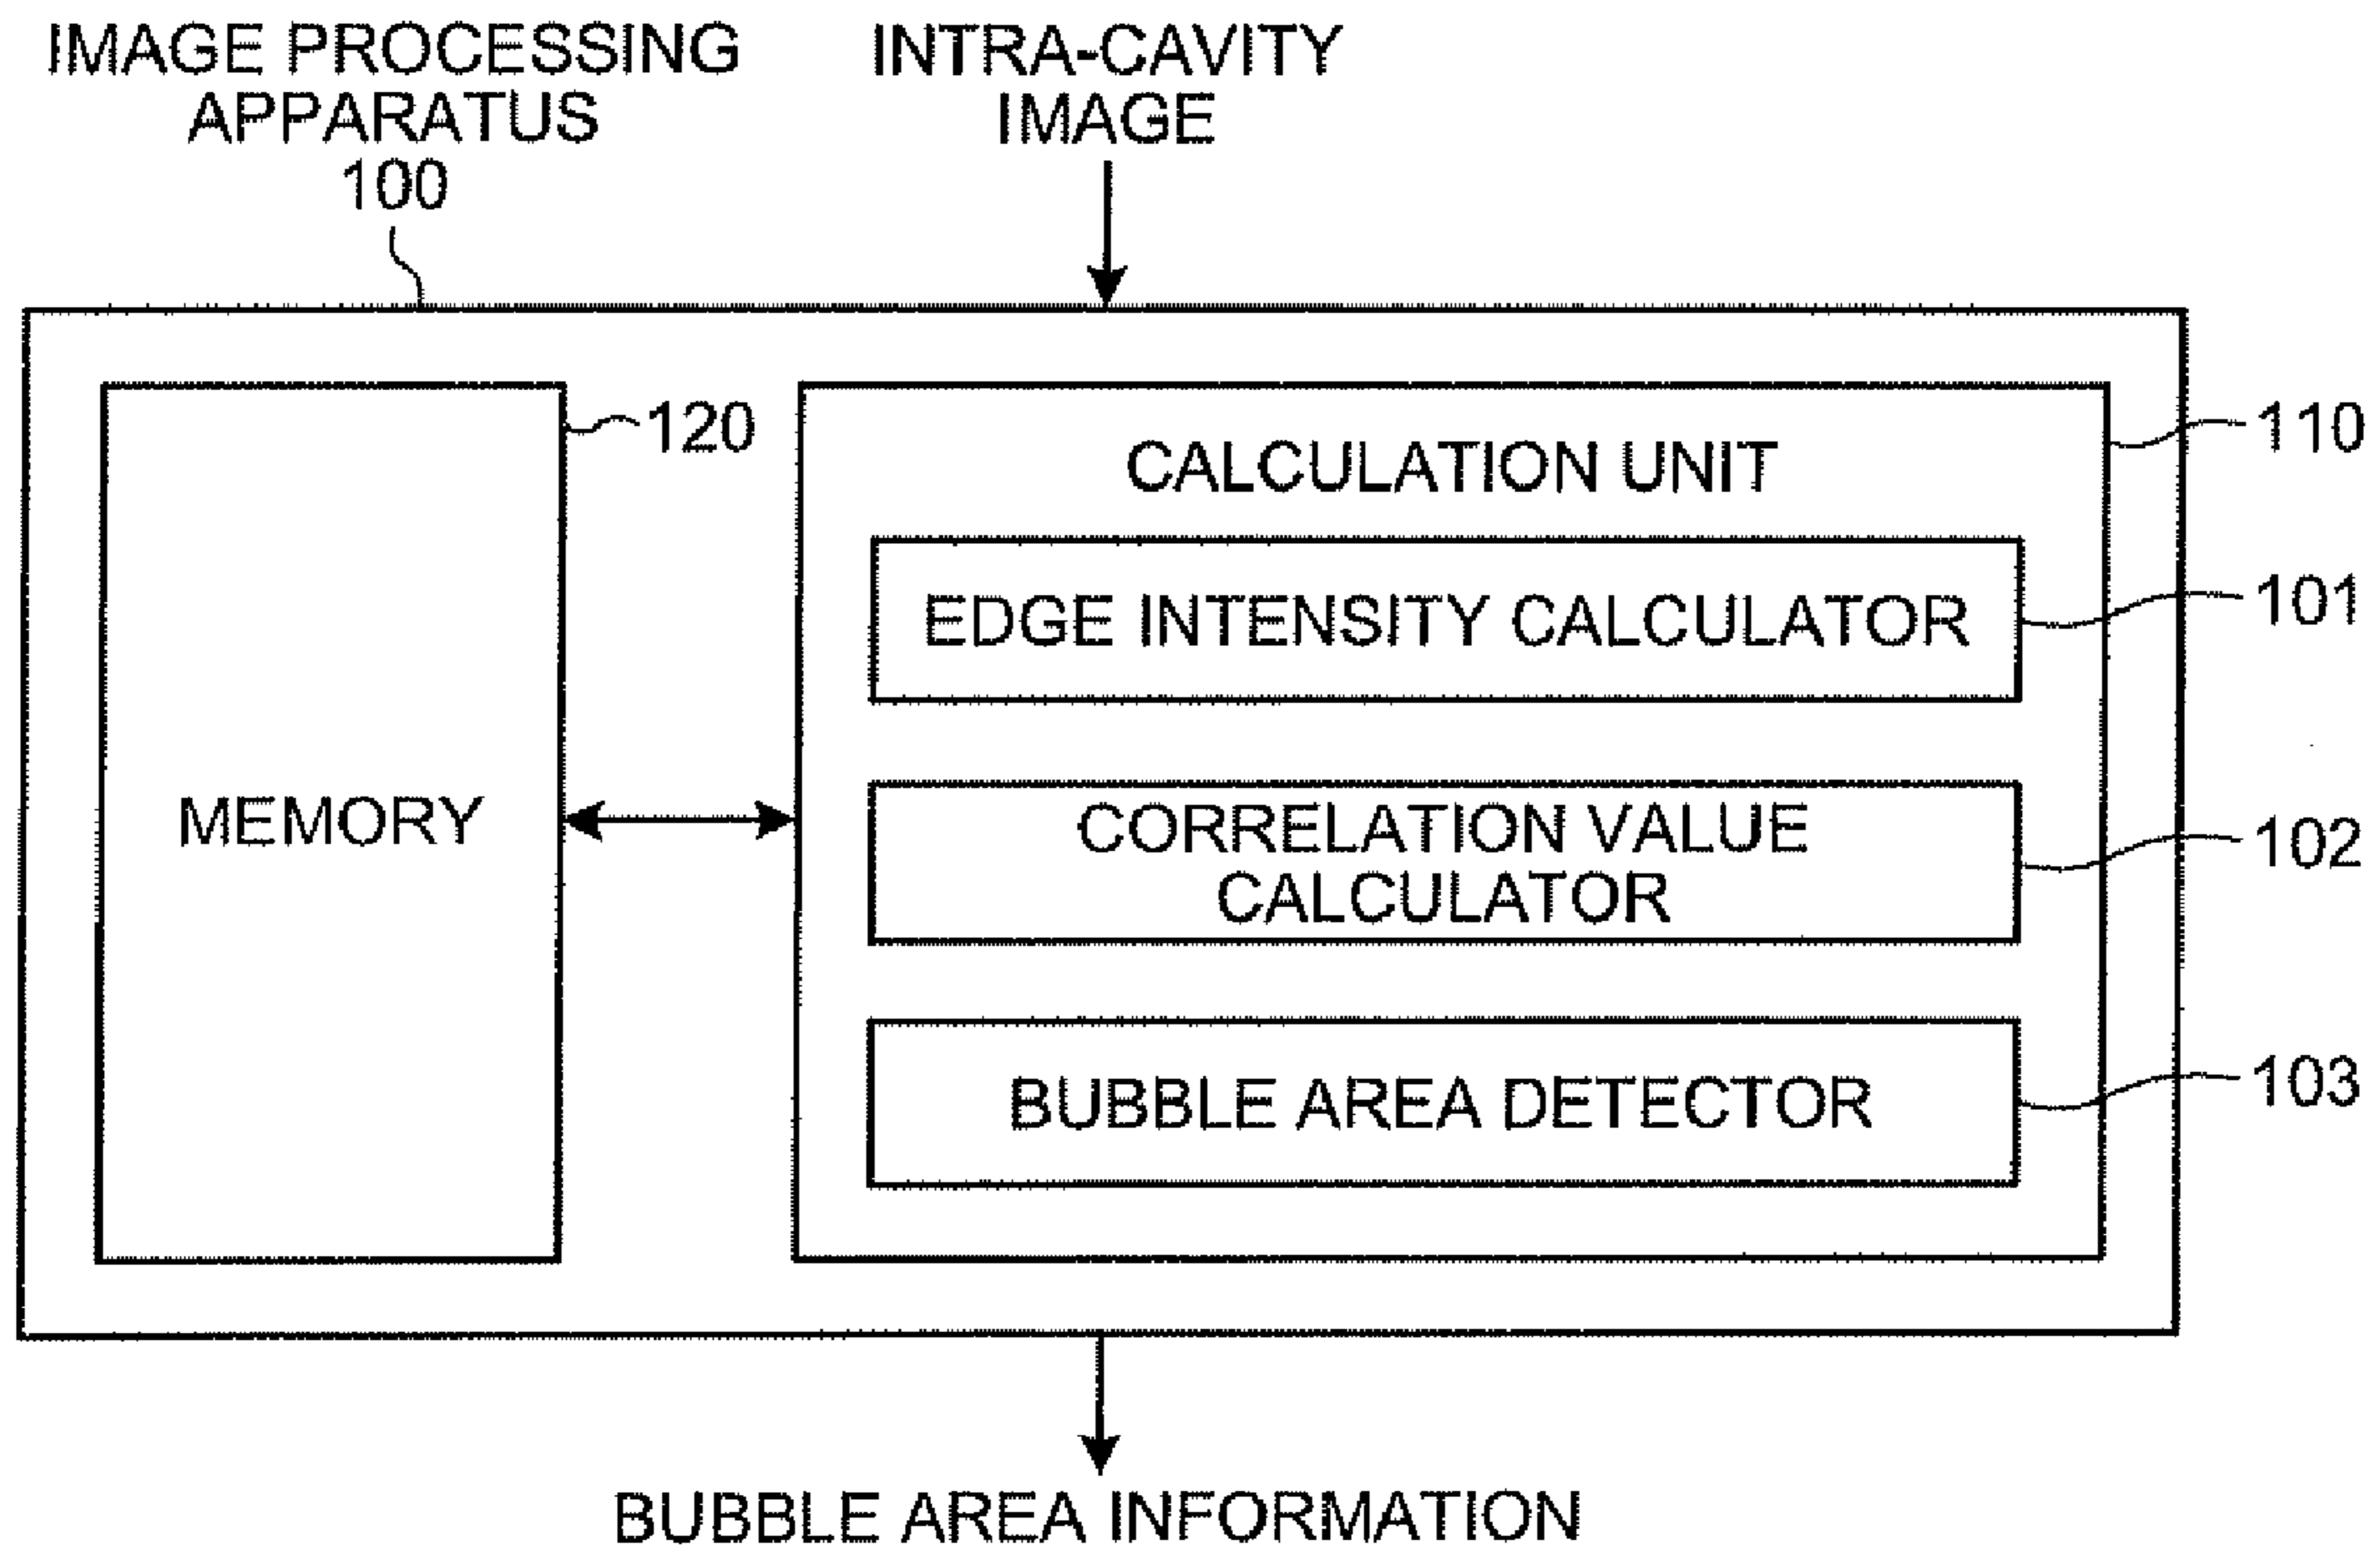 IMAGE PROCESSING
APPARATUS
100
INTRA-CAVITY
IMAGE
120
CALCULATION UNIT
110
EDGE INTENSITY CALCULATOR
101
MEMORY
CORRELATION VALUE
CALCULATOR
102
BUBBLE AREA DETECTOR
103
BUBBLE AREA INFORMATION